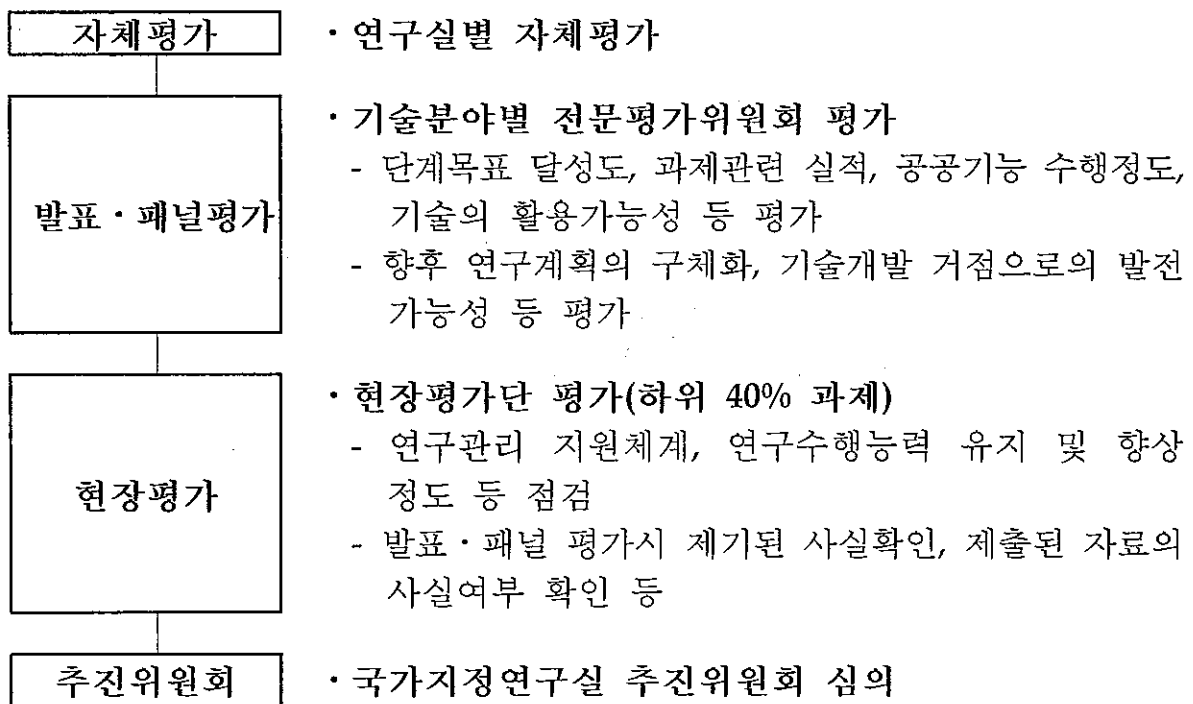 자체평가 · 연구실별 자체평가
· 기술분야별 전문평가위원회 평가
- 단계목표 달성도, 과제관련 실적, 공공기능 수행정도,
기술의 활용가능성 등 평가
발표 · 패널평가
- 향후 연구계획의 구체화, 기술개발 거점으로의 발전
가능성 등 평가
· 현장평가단 평가(하위 40% 과제)
- 연구관리 지원체계, 연구수행능력 유지 및 향상
정도 등 점검
현장평가
- 발표 · 패널 평가시 제기된 사실확인, 제출된 자료의
사실여부 확인 등
추진위원회 · 국가지정연구실 추진위원회 심의